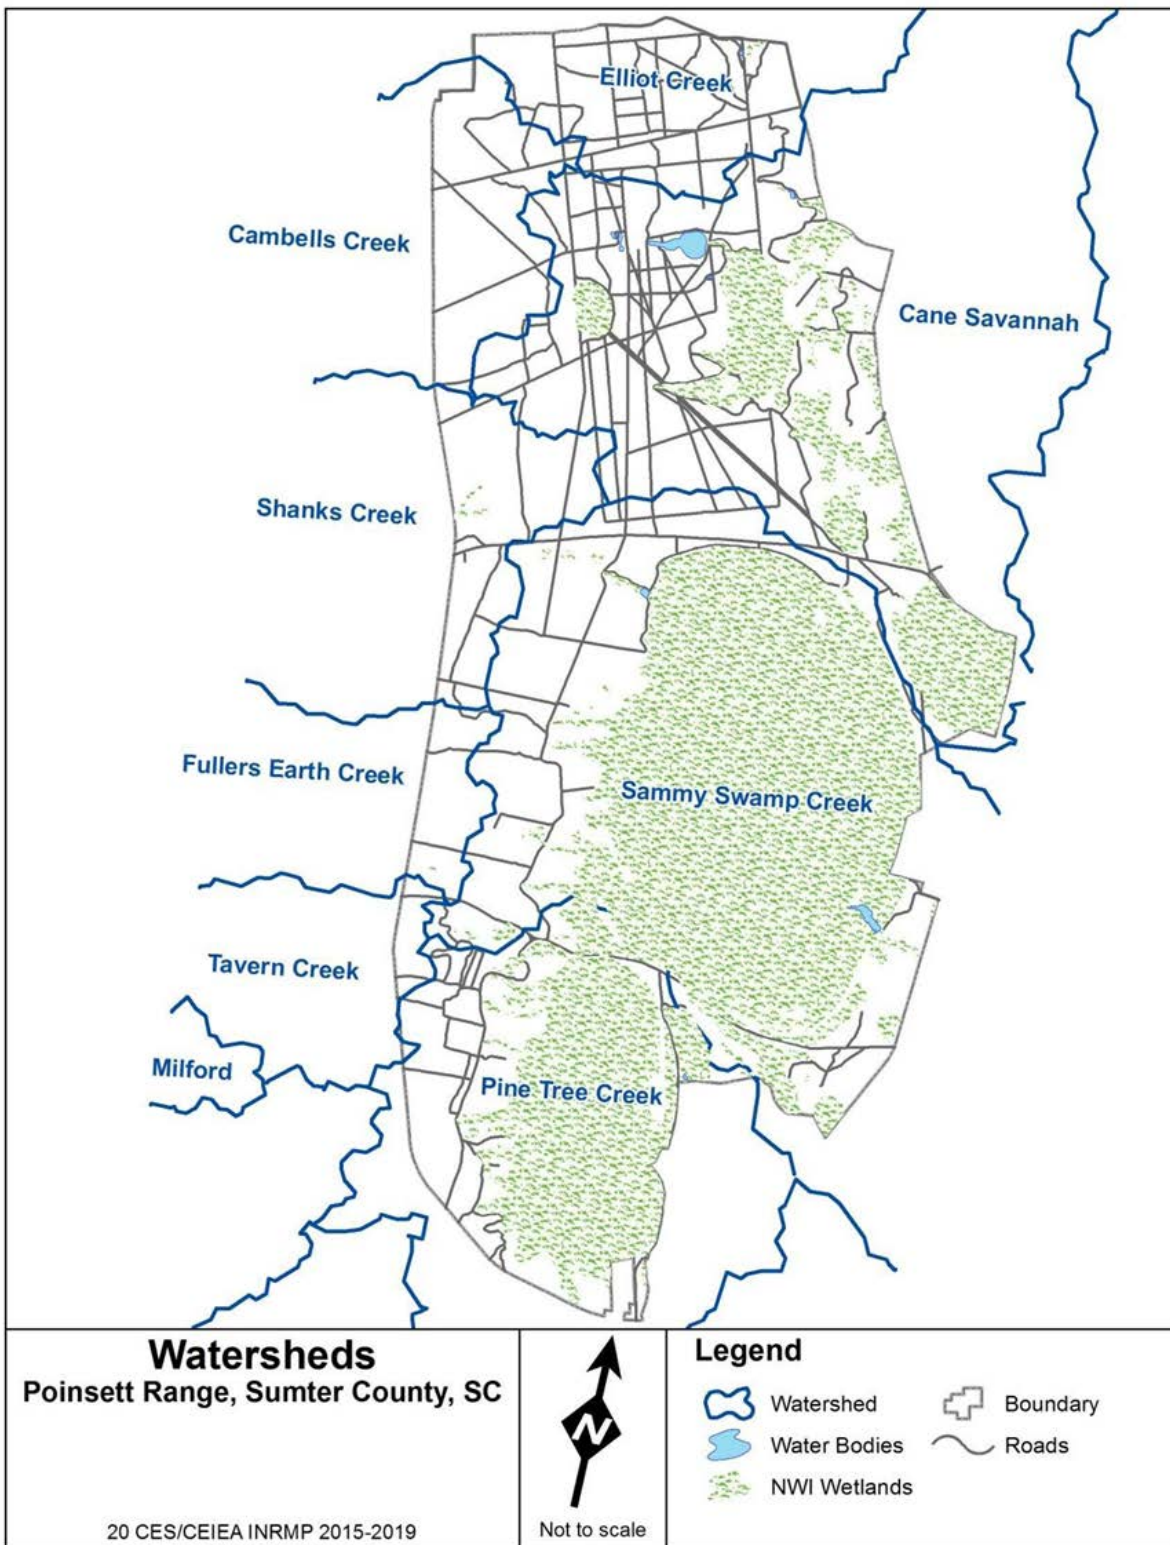 Elliot Creek
Cambells Creek
Cane Savannah
Shanks Creek
Fullers Earth Creek
Sammy Swamp Creek
Tavern Creek
Milford
Pine Tree Creek
Watersheds
Poinsett Range, Sumter County, SC
20 CES/CEIEA INRMP 2015-2019
N
Not to scale
Legend
Watershed
Boundary
Water Bodies
Roads
NWI Wetlands